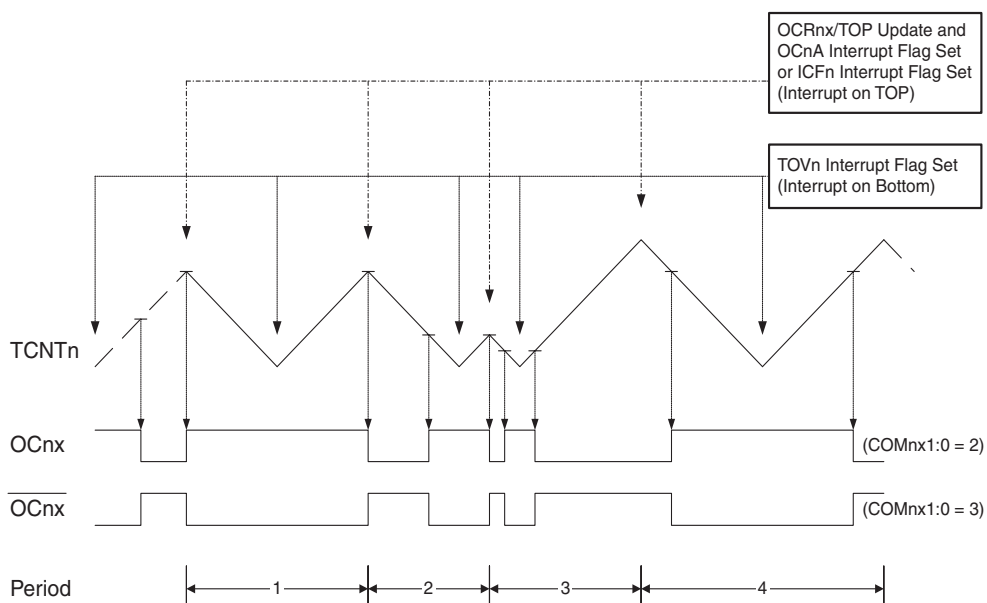 OCRnx/TOP Update and
OCnA Interrupt Flag Set
or ICFn Interrupt Flag Set
(Interrupt on TOP)
TOVn Interrupt Flag Set
(Interrupt on Bottom)
TCNTn
OCnx
(COMnx1:0 = 2)
OCnx
(COMnx1:0 = 3)
Period
1
2
3
4